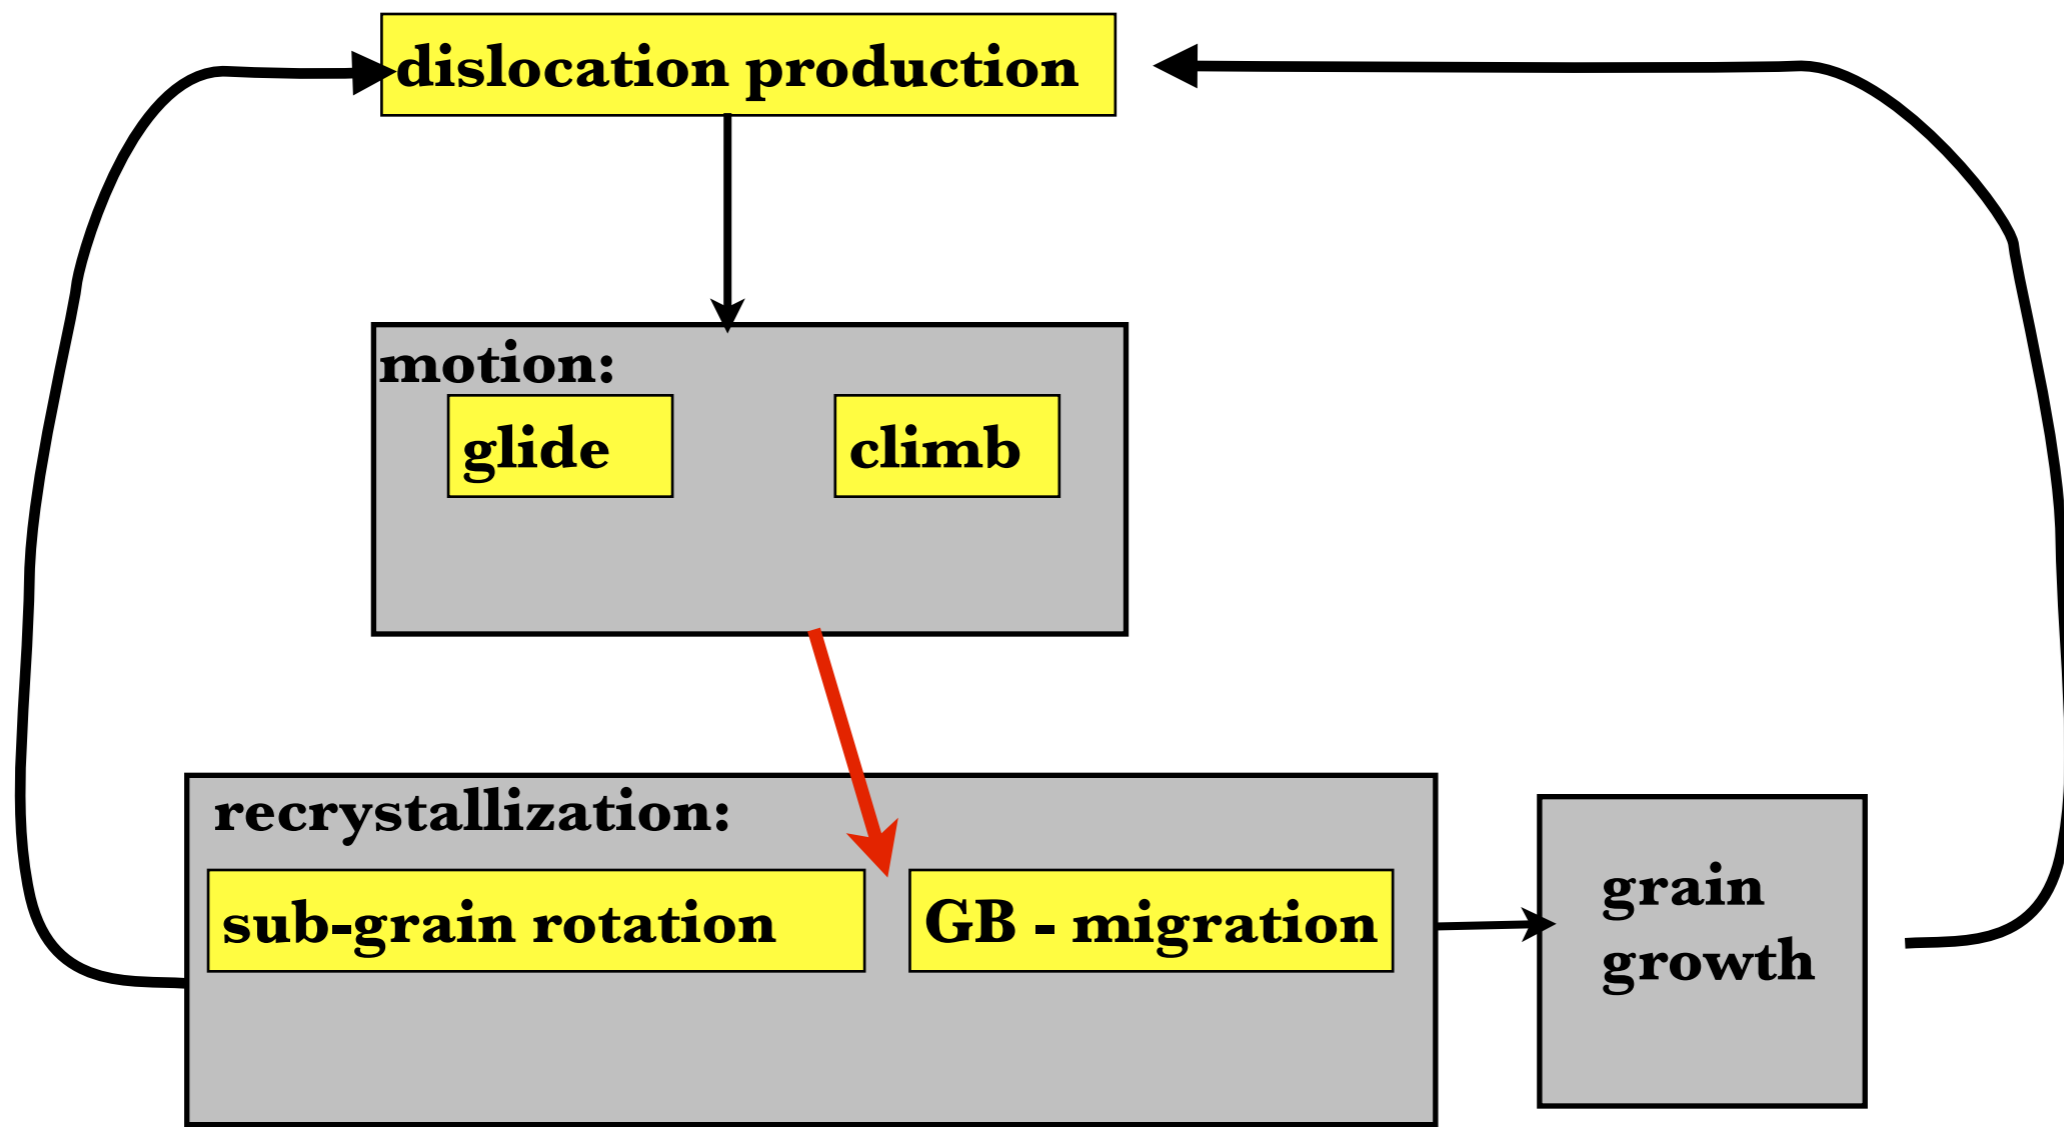 dislocation production
motion:
glide
climb
recrystallization:
sub-grain rotation
GB - migration
grain
growth